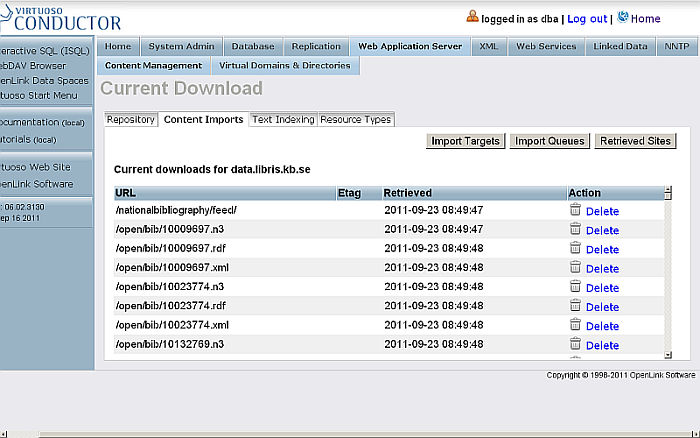 VIRTUOSO
CONDUCTOR
logged in as dba | Log out | Home
teractive SQL (ISQL)
ebDAV Browser
enLink Data Spaces
rtuoso Start Menu
ocumentation (local)
utorials (local)
rtuoso Web Site
penLink Software
: 06.02.3130
ep 16 2011
Home System Admin Database Replication Web Application Server XML Web Services Linked Data NNTP
Content Management Virtual Domains & Directories
Current Download
Repository Content Imports Text Indexing Resource Types
Import Targets Import Queues Retrieved Sites
Current downloads for data.libris.kb.se
URL Etag Retrieved Action
/nationalbibliography/feed/ 2011-09-23 08:49:47 Delete
/open/bib/10009697.n3 2011-09-23 08:49:47 Delete
/open/bib/10009697.rdf 2011-09-23 08:49:48 Delete
/open/bib/10009697.xml 2011-09-23 08:49:48 Delete
/open/bib/10023774.n3 2011-09-23 08:49:48 Delete
/open/bib/10023774.rdf 2011-09-23 08:49:48 Delete
/open/bib/10023774.xml 2011-09-23 08:49:48 Delete
/open/bib/10132769.n3 2011-09-23 08:49:48 Delete
Copyright © 1998-2011 OpenLink Software